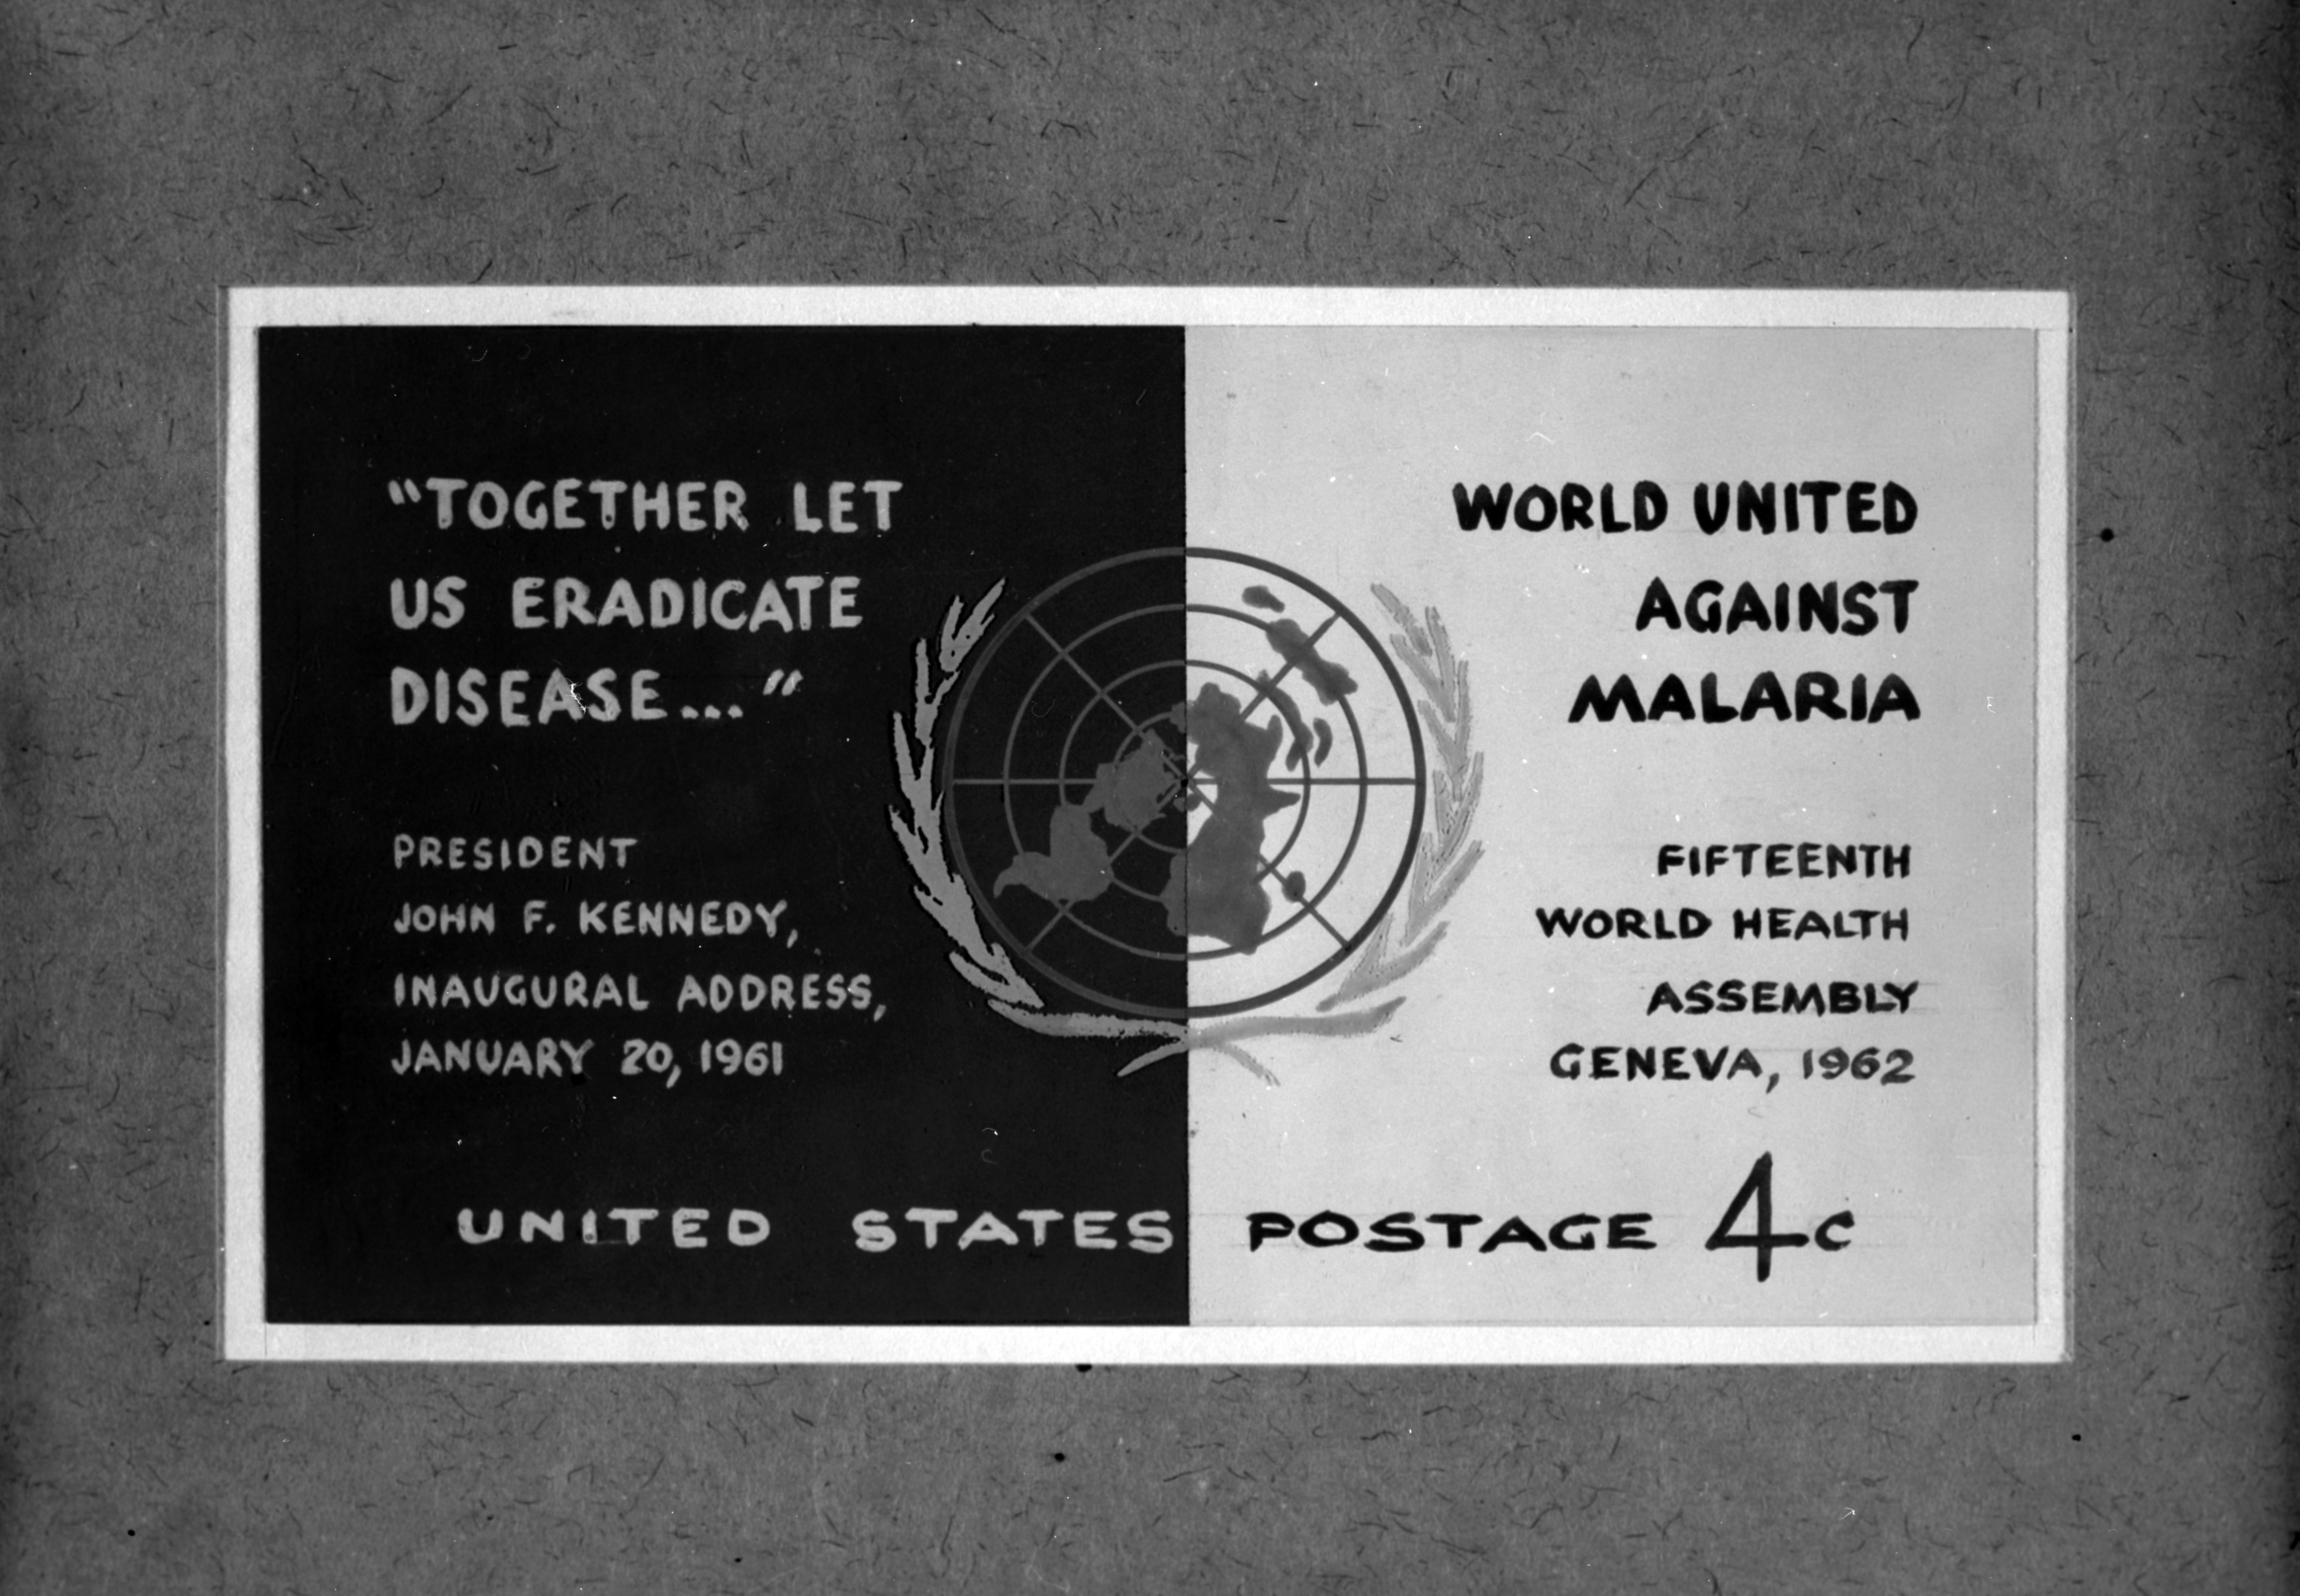 “TOGETHER LET
US ERADICATE
DISEASE..."
PRESIDENT
JOHN F. KENNEDY,
INAUGURAL ADDRESS,
JANUARY 20, 1961
WORLD UNITED
AGAINST
MALARIA
FIFTEENTH
WORLD HEALTH
ASSEMBLY
GENEVA, 1962
UNITED STATES POSTAGE 4c